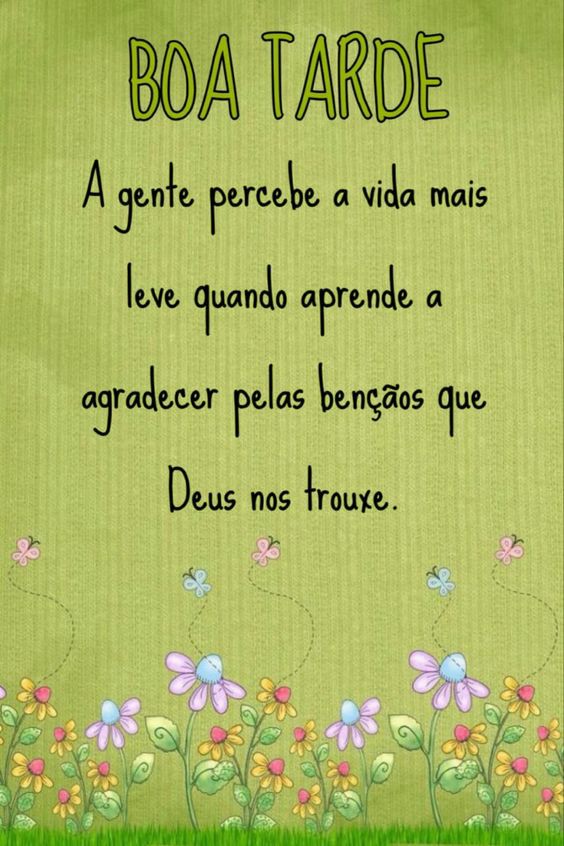 BOA TARDE
A gente percebe a vida mais
leve quando aprende a
agradecer pelas bençãos que
Deus nos trouxe.